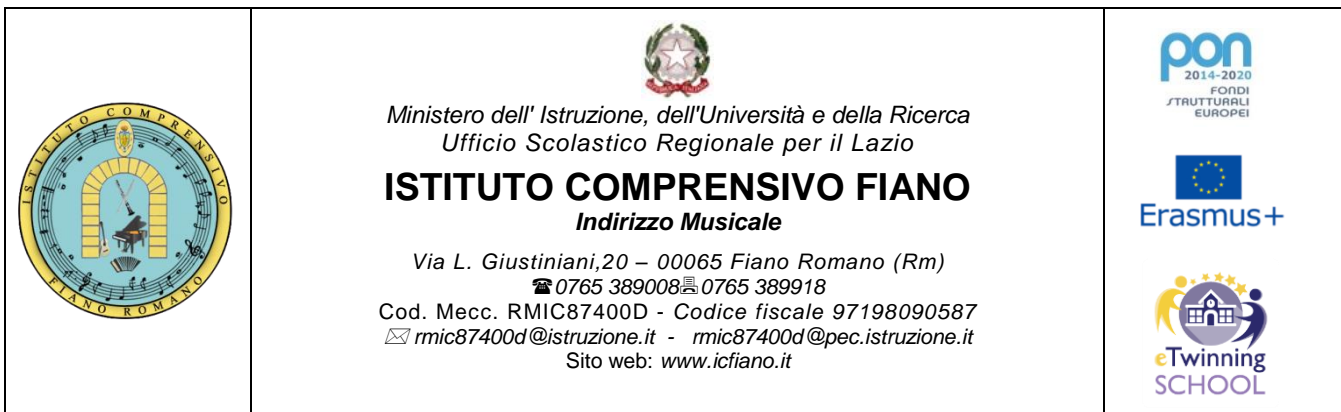 ISTITUTO COMPRENSIVO
FIANO ROMANO
Ministero dell' Istruzione, dell'Università e della Ricerca
Ufficio Scolastico Regionale per il Lazio
ISTITUTO COMPRENSIVO FIANO
Indirizzo Musicale
Via L. Giustiniani,20 – 00065 Fiano Romano (Rm)
☎0765 389008 0765 389918
Cod. Mecc. RMIC87400D - Codice fiscale 97198090587
✉ rmic87400d@istruzione.it - rmic87400d@pec.istruzione.it
Sito web: www.icfiano.it
pon
2014-2020
FONDI
STRUTTURALI
EUROPEI
Erasmus+
eTwinning
SCHOOL